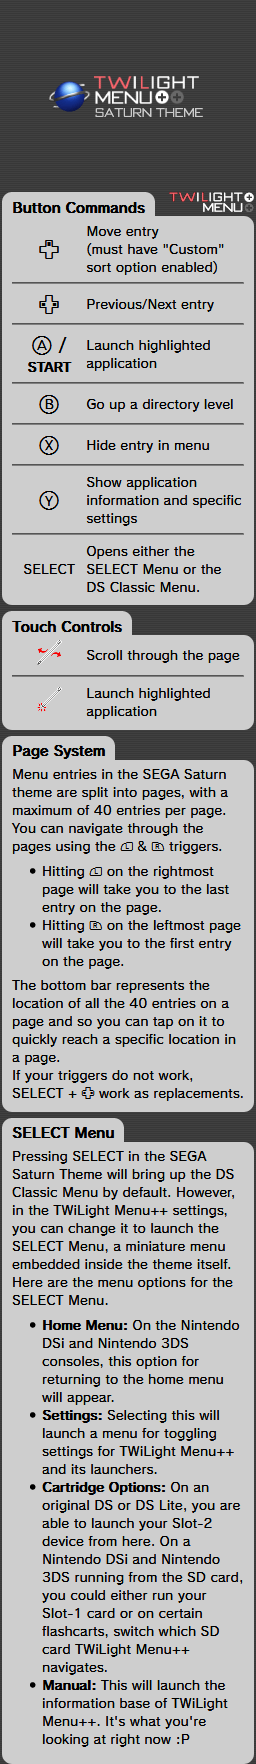 TWiLIGHT
MENU++
SATURN THEME
TWiLIGHT+
MENU+
Button Commands
Move entry
(must have "Custom"
sort option enabled)
Previous/Next entry
Ⓐ /
START
Launch highlighted
application
Ⓑ Go up a directory level
Ⓧ Hide entry in menu
Ⓨ
Show application
information and specific
settings
SELECT
Opens either the
SELECT Menu or the
DS Classic Menu.
Touch Controls
Scroll through the page
Launch highlighted
application
Page System
Menu entries in the SEGA Saturn
theme are split into pages, with a
maximum of 40 entries per page.
You can navigate through the
pages using the L & R triggers.
• Hitting L on the rightmost
page will take you to the last
entry on the page.
• Hitting R on the leftmost page
will take you to the first entry
on the page.
The bottom bar represents the
location of all the 40 entries on a
page and so you can tap on it to
quickly reach a specific location in
a page.
If your triggers do not work,
SELECT + work as replacements.
SELECT Menu
Pressing SELECT in the SEGA
Saturn Theme will bring up the DS
Classic Menu by default. However,
in the TWiLight Menu++ settings,
you can change it to launch the
SELECT Menu, a miniature menu
embedded inside the theme itself.
Here are the menu options for the
SELECT Menu.
• Home Menu: On the Nintendo
DSi and Nintendo 3DS
consoles, this option for
returning to the home menu
will appear.
• Settings: Selecting this will
launch a menu for toggling
settings for TWiLight Menu++
and its launchers.
• Cartridge Options: On an
original DS or DS Lite, you are
able to launch your Slot-2
device from here. On a
Nintendo DSi and Nintendo
3DS running from the SD card,
you could either run your
Slot-1 card or on certain
flashcarts, switch which SD
card TWiLight Menu++
navigates.
• Manual: This will launch the
information base of TWiLight
Menu++. It's what you're
looking at right now :P